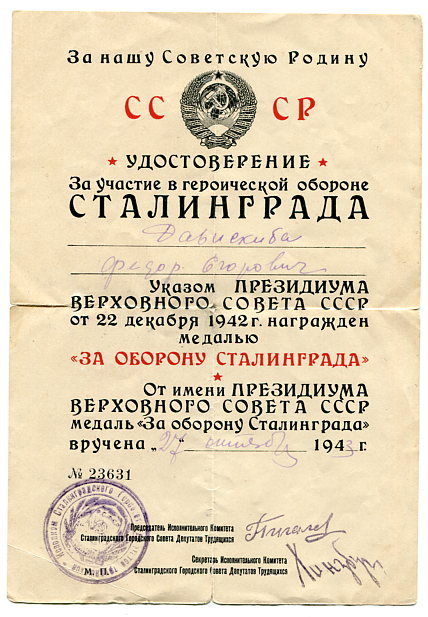 За нашу Советскую Родину
СС СР
УДОСТОВЕРЕНИЕ
За участие в героической обороне
СТАЛИНГРАДА
Федор Егорович
Указом ПРЕЗИДИУМА
ВЕРХОВНОГО СОВЕТА СССР
от 22 декабря 1942 г. награжден
медалью
«ЗА ОБОРОНУ СТАЛИНГРАДА»
От имени ПРЕЗИДИУМА
ВЕРХОВНОГО СОВЕТА СССР
медаль «За оборону Сталинграда»
вручена „27 октября 1943 г.
№ 23631
Председатель Исполнительного Комитета
Сталинградского Городского Совета Депутатов Трудящихся
Пигалев
Секретарь Исполнительного Комитета
Сталинградского Городского Совета Депутатов Трудящихся
М. П.